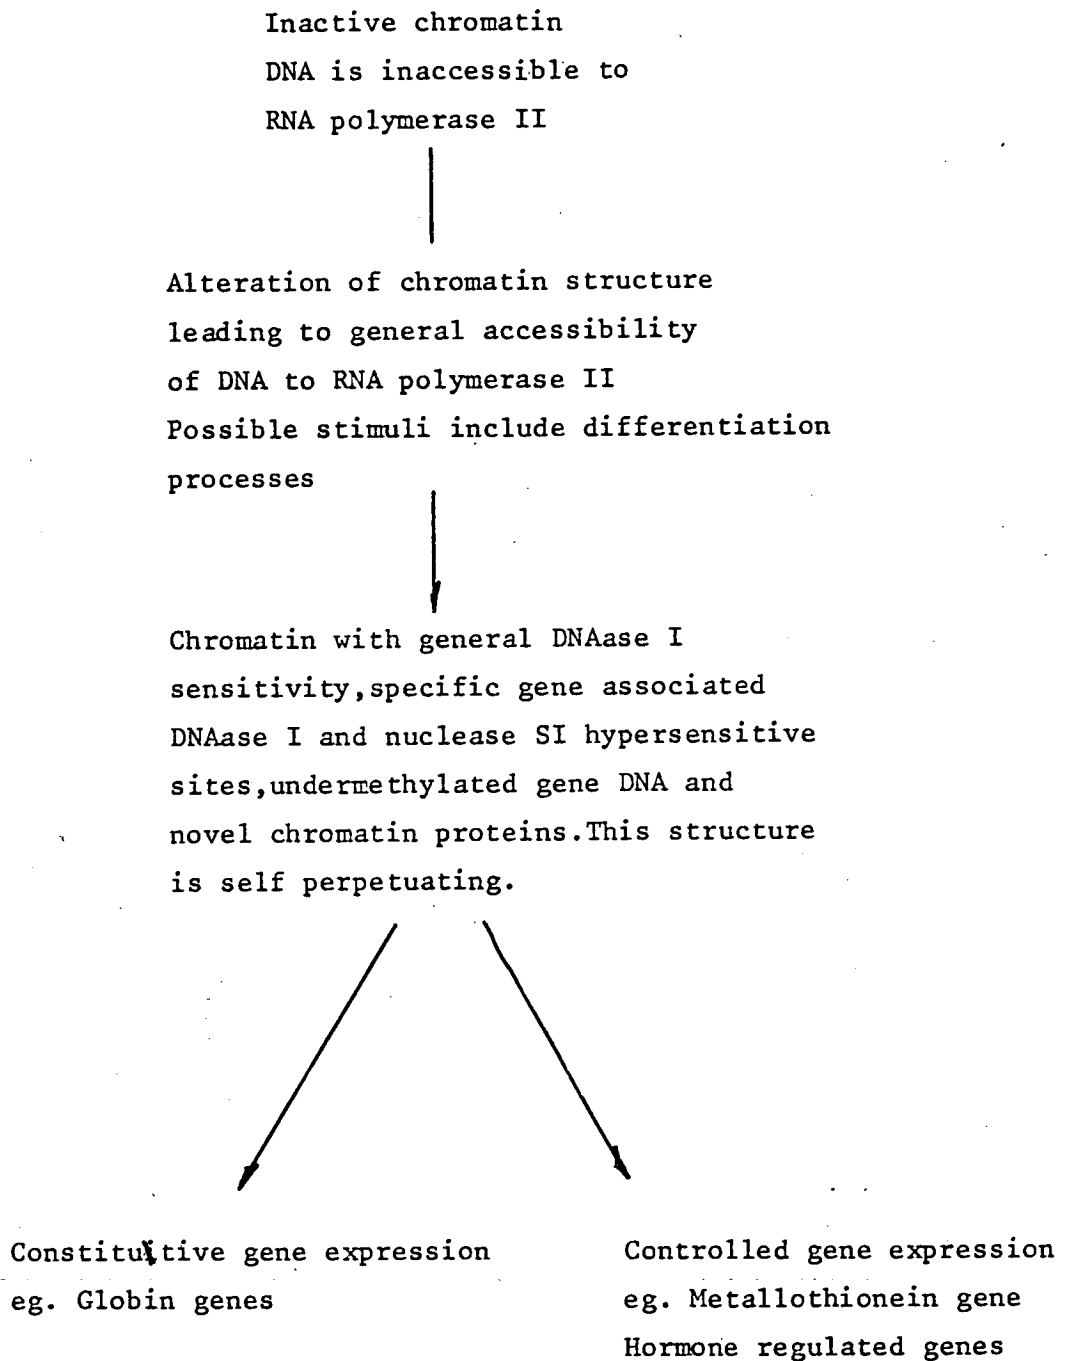 Inactive chromatin
DNA is inaccessible to
RNA polymerase II
Alteration of chromatin structure
leading to general accessibility
of DNA to RNA polymerase II
Possible stimuli include differentiation
processes
Chromatin with general DNAase I
sensitivity,specific gene associated
DNAase I and nuclease SI hypersensitive
sites,undermethylated gene DNA and
novel chromatin proteins.This structure
is self perpetuating.
Constitutive gene expression
eg. Globin genes
Controlled gene expression
eg. Metallothionein gene
Hormone regulated genes